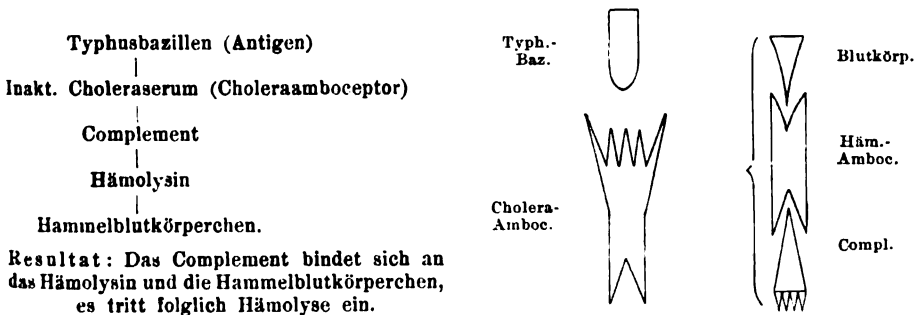 Typhusbazillen (Antigen)
Inakt. Choleraserum (Choleraamboceptor)
Complement
Hämolysin
Hammelblutkörperchen.
Resultat: Das Complement bindet sich an
das Hämolysin und die Hammelblutkörperchen,
es tritt folglich Hämolyse ein.
Typh.-
Baz.
Cholera-
Amboc.
Blutkörp.
Häm.-
Amboc.
Compl.